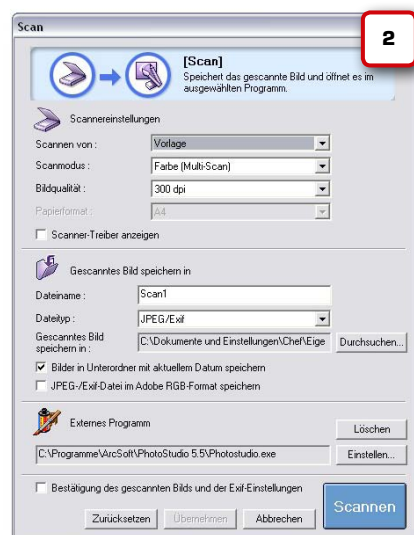 Scan
2
[Scan]
Speichert das gescannte Bild und öffnet es im
ausgewählten Programm.
Scannereinstellungen
Scannen von : Vorlage
Scanmodus : Farbe (Multi-Scan)
Bildqualität : 300 dpi
Papierformat : A4
Scanner-Treiber anzeigen
Gescanntes Bild speichern in
Dateiname : Scan1
Dateityp : JPEG/Exif
Gescanntes Bild
speichern in : C:\Dokumente und Einstellungen\Chef\Eige Durchsuchen...
Bilder in Unterordner mit aktuellem Datum speichern
JPEG-/Exif-Datei im Adobe RGB-Format speichern
Externes Programm
Löschen
C:\Programme\ArcSoft\PhotoStudio 5.5\Photostudio.exe Einstellen...
Bestätigung des gescannten Bilds und der Exif-Einstellungen
Scannen
Zurücksetzen Übernehmen Abbrechen